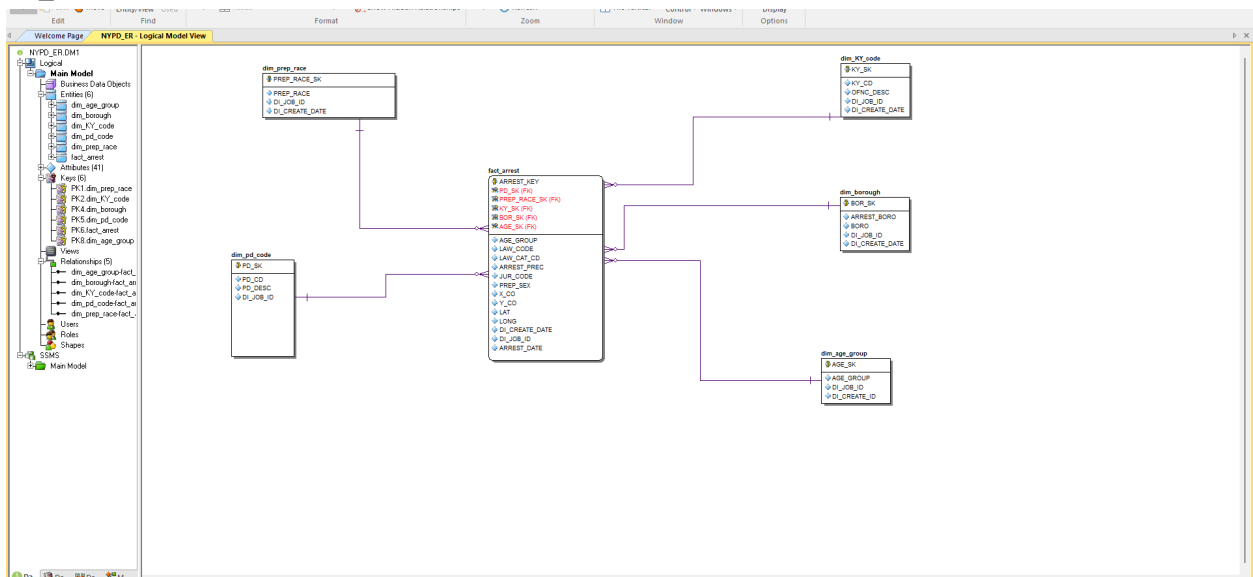 Edit
Find
Format
Zoom
Window
Options
Welcome Page
NYPD_ER - Logical Model View
NYPD_ER.DM1
Logical
Main Model
Business Data Objects
Entities (6)
dim_age_group
dim_borough
dim_KY_code
dim_pd_code
dim_prep_race
fact_arrest
Attributes (41)
Keys (6)
PK1.dim_prep_race
PK2.dim_KY_code
PK4.dim_borough
PK5.dim_pd_code
PK6.fact_arrest
PK8.dim_age_group
Views
Relationships (5)
dim_age_group-fact_
dim_borough-fact_an
dim_KY_code-fact_a
dim_pd_code-fact_ar
dim_prep_race-fact_
Users
Roles
Shapes
SSMS
Main Model
dim_prep_race
PREP_RACE_SK
PREP_RACE
DI_JOB_ID
DI_CREATE_DATE
dim_KY_code
KY_SK
KY_CD
OFNC_DESC
DI_JOB_ID
DI_CREATE_DATE
fact_arrest
ARREST_KEY
PD_SK (FK)
PREP_RACE_SK (FK)
KY_SK (FK)
BOR_SK (FK)
AGE_SK (FK)
AGE_GROUP
LAW_CODE
LAW_CAT_CD
ARREST_PREC
JUR_CODE
PREP_SEX
X_CO
Y_CO
LAT
LONG
DI_CREATE_DATE
DI_JOB_ID
ARREST_DATE
dim_borough
BOR_SK
ARREST_BORO
BORO
DI_JOB_ID
DI_CREATE_DATE
dim_pd_code
PD_SK
PD_CD
PD_DESC
DI_JOB_ID
dim_age_group
AGE_SK
AGE_GROUP
DI_JOB_ID
DI_CREATE_ID